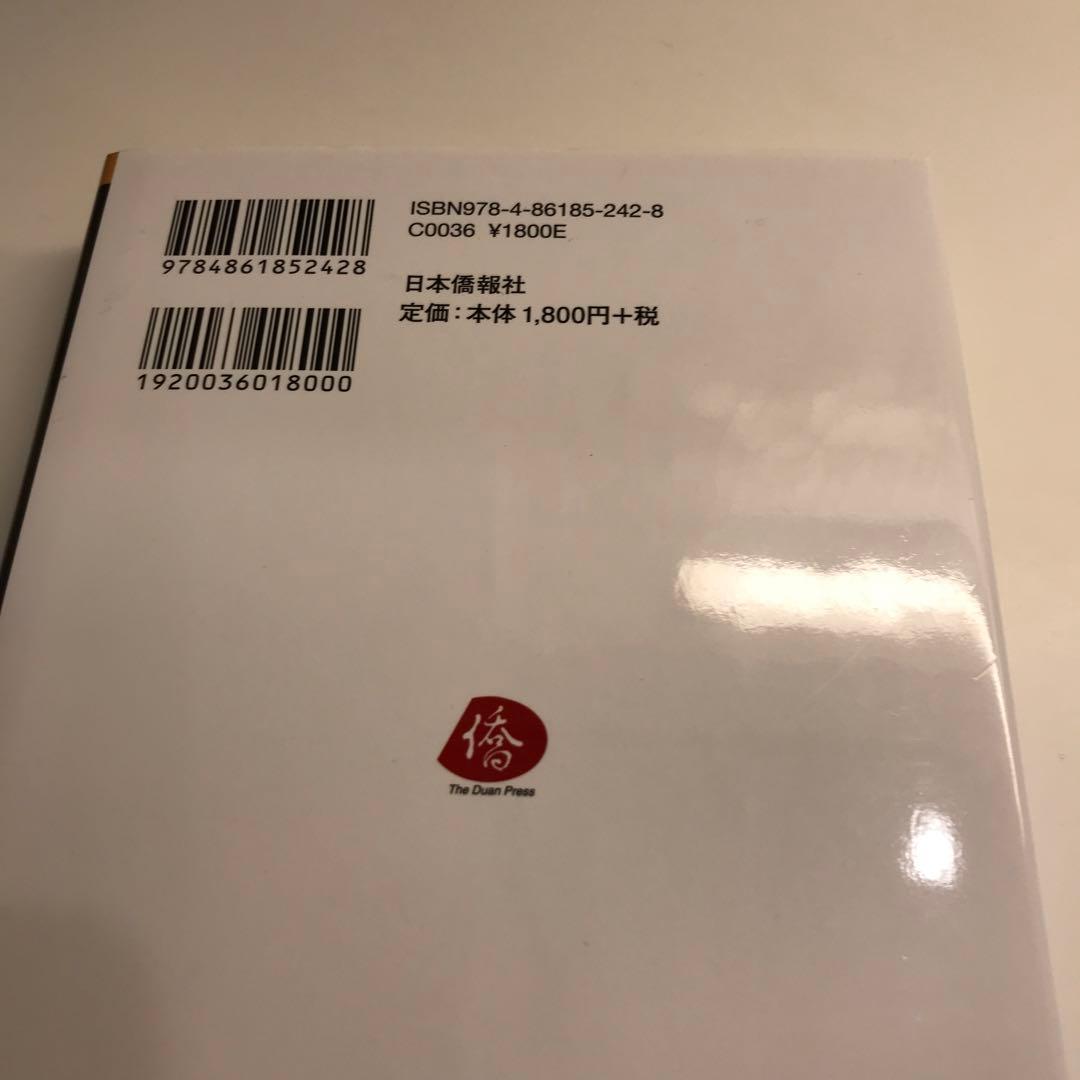 ISBN978-4-86185-242-8
C0036 ¥1800E
9784861852428
日本僑報社
定価：本体1,800円＋税
1920036018000
僑
The Duan Press